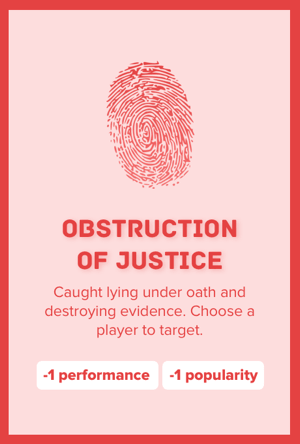 OBSTRUCTION
OF JUSTICE
Caught lying under oath and
destroying evidence. Choose a
player to target.
-1 performance -1 popularity